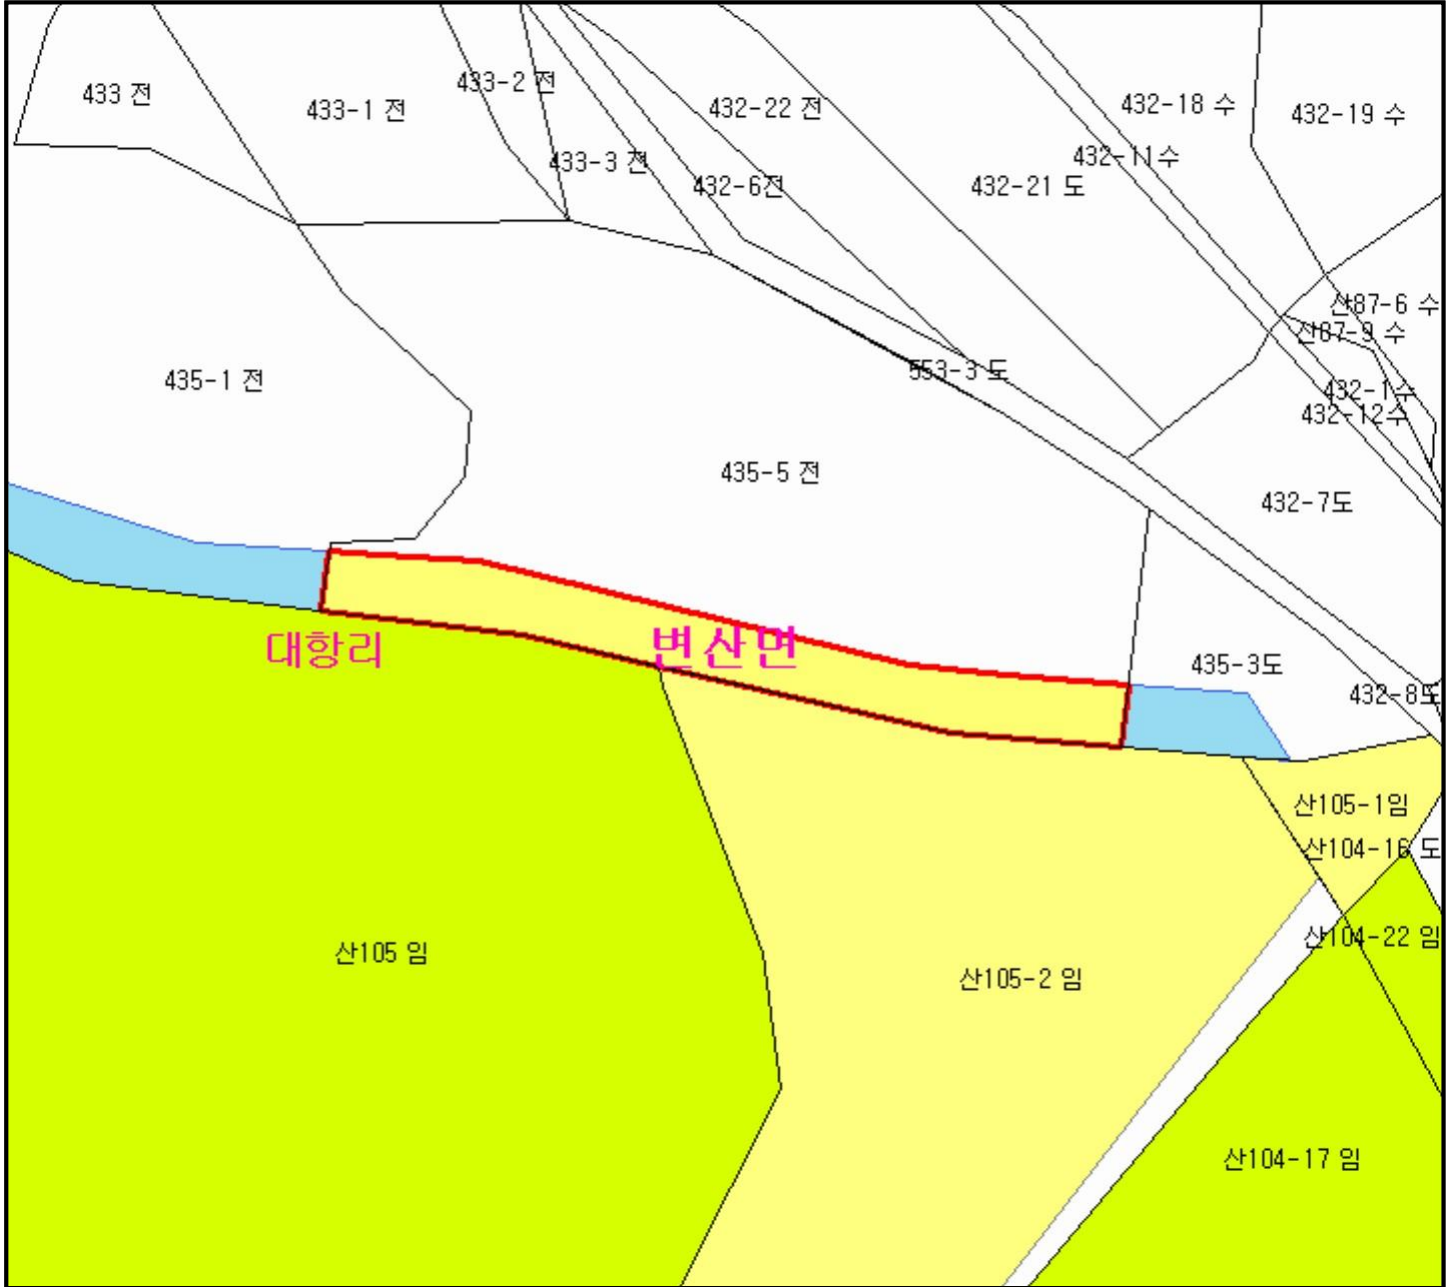 433-2 전
433 전
433-1 전
432-22 전
432-18 수
432-19 수
433-3 전
432-6전
432-11수
432-21 도
산87-6 수
산87-9 수
553-3 도
435-1 전
432-1수
432-12수
435-5 전
432-7도
대항리
변산면
435-3도
432-8도
산105-1임
산104-16 도
산104-22 임
산105 임
산105-2 임
산104-17 임